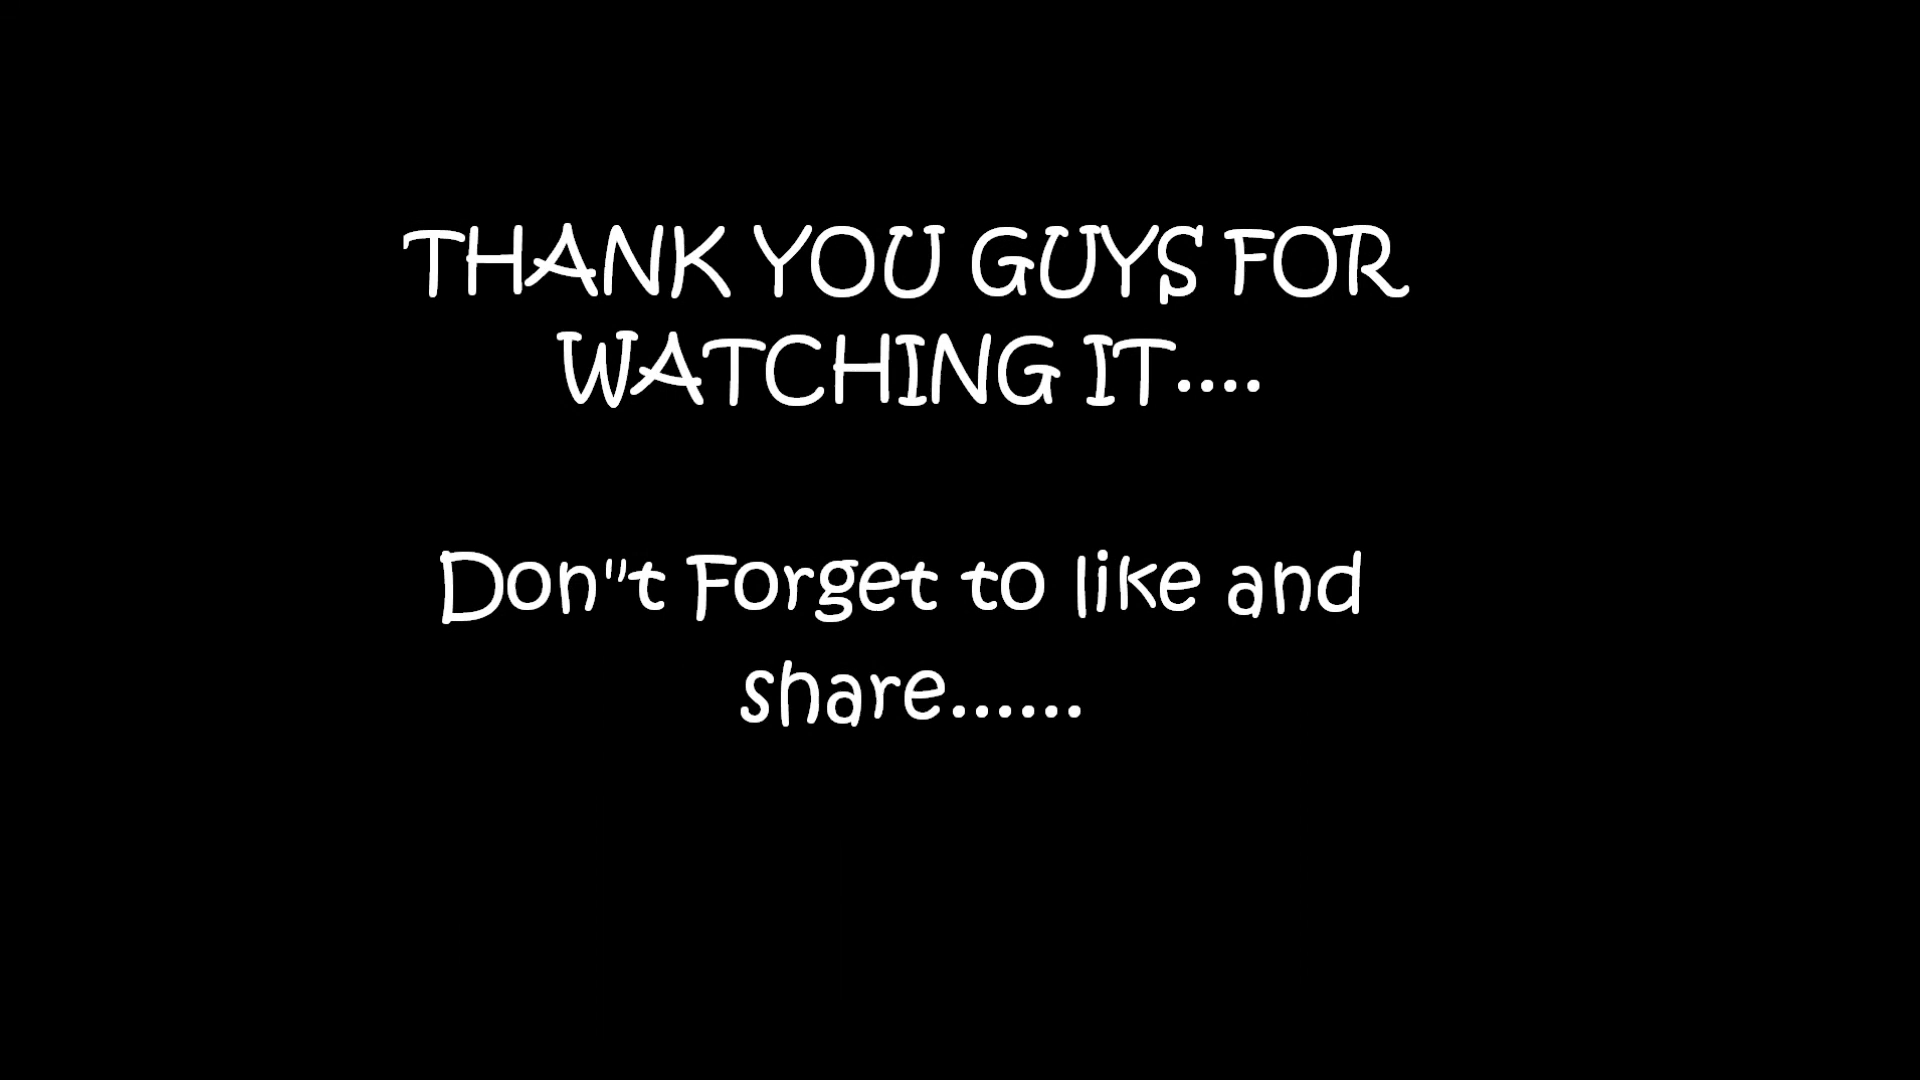 THANK YOU GUYS FOR
WATCHING IT....
Don"t Forget to like and
share......